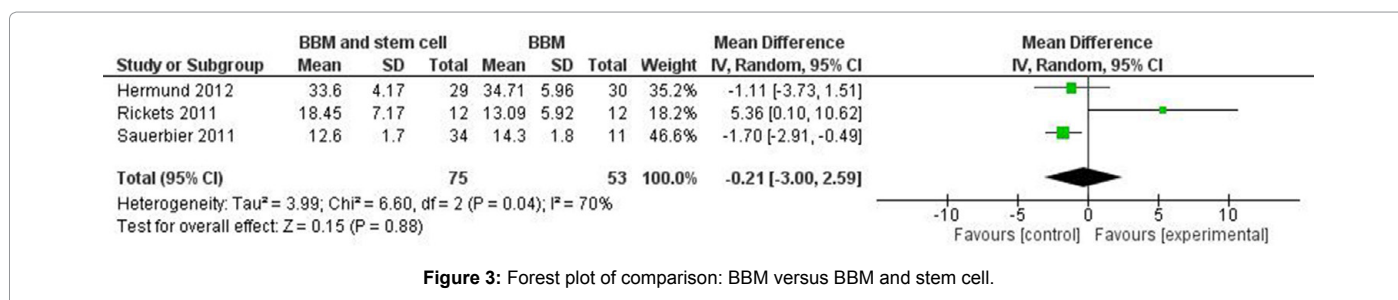 BBM and stem cell BBM Mean Difference Mean Difference
Study or Subgroup Mean SD Total Mean SD Total Weight IV, Random, 95% CI IV, Random, 95% CI
Hermund 2012 33.6 4.17 29 34.71 5.96 30 35.2% -1.11 [-3.73, 1.51]
Rickets 2011 18.45 7.17 12 13.09 5.92 12 18.2% 5.36 [0.10, 10.62]
Sauerbier 2011 12.6 1.7 34 14.3 1.8 11 46.6% -1.70 [-2.91, -0.49]
Total (95% CI) 75 53 100.0% -0.21 [-3.00, 2.59]
Heterogeneity: Tau² = 3.99; Chi² = 6.60, df = 2 (P = 0.04); I² = 70%
Test for overall effect: Z = 0.15 (P = 0.88)
-10 -5 0 5 10
Favours [control] Favours [experimental]
Figure 3: Forest plot of comparison: BBM versus BBM and stem cell.